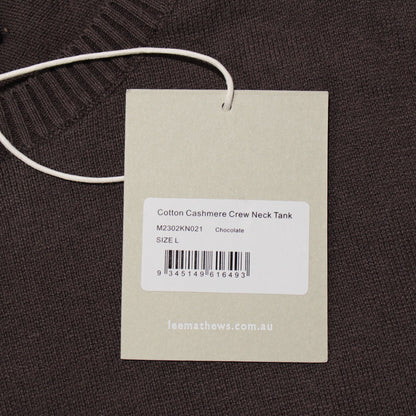 Cotton Cashmere Crew Neck Tank
M2302KN021 Chocolate
SIZE L
9 345149 616493
leemathews.com.au